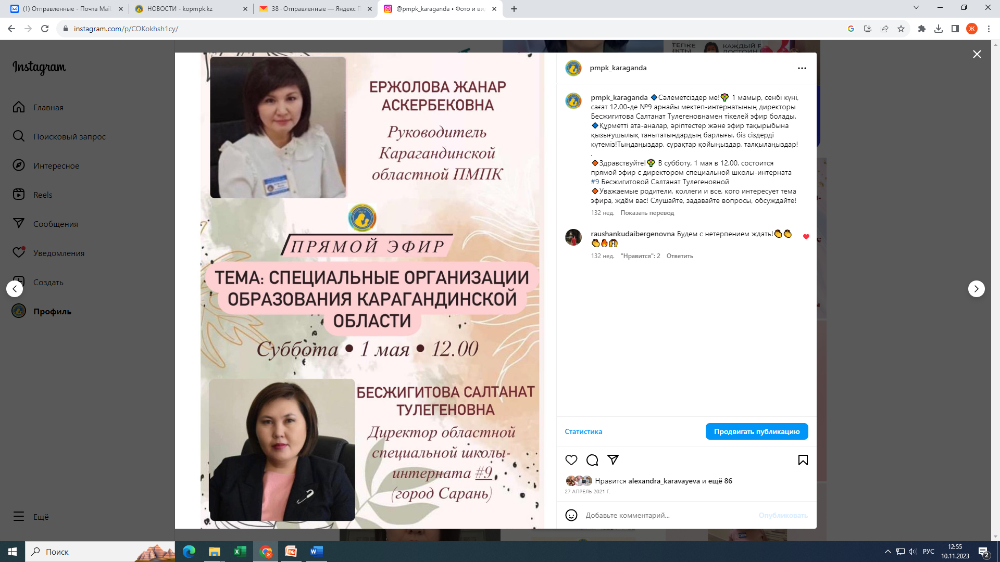 (1) Отправленные - Почта Mail
НОВОСТИ - kopmpk.kz
38 · Отправленные — Яндекс П
@pmpk_karaganda • Фото и ви
instagram.com/p/COKokhsh1cy/
Ж
Instagram
Главная
Поисковый запрос
Интересное
Reels
Сообщения
Уведомления
Создать
Профиль
Ещё
ЕРЖОЛОВА ЖАНАР
АСКЕРБЕКОВНА
Руководитель
Карагандинской
областной ПМПК
ПРЯМОЙ ЭФИР
ТЕМА: СПЕЦИАЛЬНЫЕ ОРГАНИЗАЦИИ
ОБРАЗОВАНИЯ КАРАГАНДИНСКОЙ
ОБЛАСТИ
Суббота • 1 мая • 12.00
БЕСЖИГИТОВА САЛТАНАТ
ТУЛЕГЕНОВНА
Директор областной
специальной школы-
интерната #9
(город Сарань)
pmpk_karaganda
pmpk_karaganda 🔷Сәлеметсіздер ме!💐 1 мамыр, сенбі күні,
сағат 12.00-де №9 арнайы мектеп-интернатының директоры
Бесжигитова Салтанат Тулегеновнамен тікелей эфир болады.
🔷Құрметті ата-аналар, әріптестер және эфир тақырыбына
қызығушылық танытатындардың барлығы, біз сіздерді
күтеміз!Тыңдаңыздар, сұрақтар қойыңыздар, талқылаңыздар!
.
🔶Здравствуйте!💐 В субботу, 1 мая в 12.00. состоится
прямой эфир с директором специальной школы-интерната
#9 Бесжигитовой Салтанат Тулегеновной
🔶Уважаемые родители, коллеги и все, кого интересует тема
эфира, ждём вас! Слушайте, задавайте вопросы, обсуждайте!
132 нед. Показать перевод
raushankudaibergenovna Будем с нетерпением ждать!👏👏
👏🔥🙌
132 нед. "Нравится": 2 Ответить
Статистика
Продвигать публикацию
Нравится alexandra_karavayeva и ещё 86
27 АПРЕЛЬ 2021 Г.
Добавьте комментарий...
Опубликовать
ТЕПКЕ
КАЖДЫЙ
Поиск
РУС
12:55
10.11.2023
2